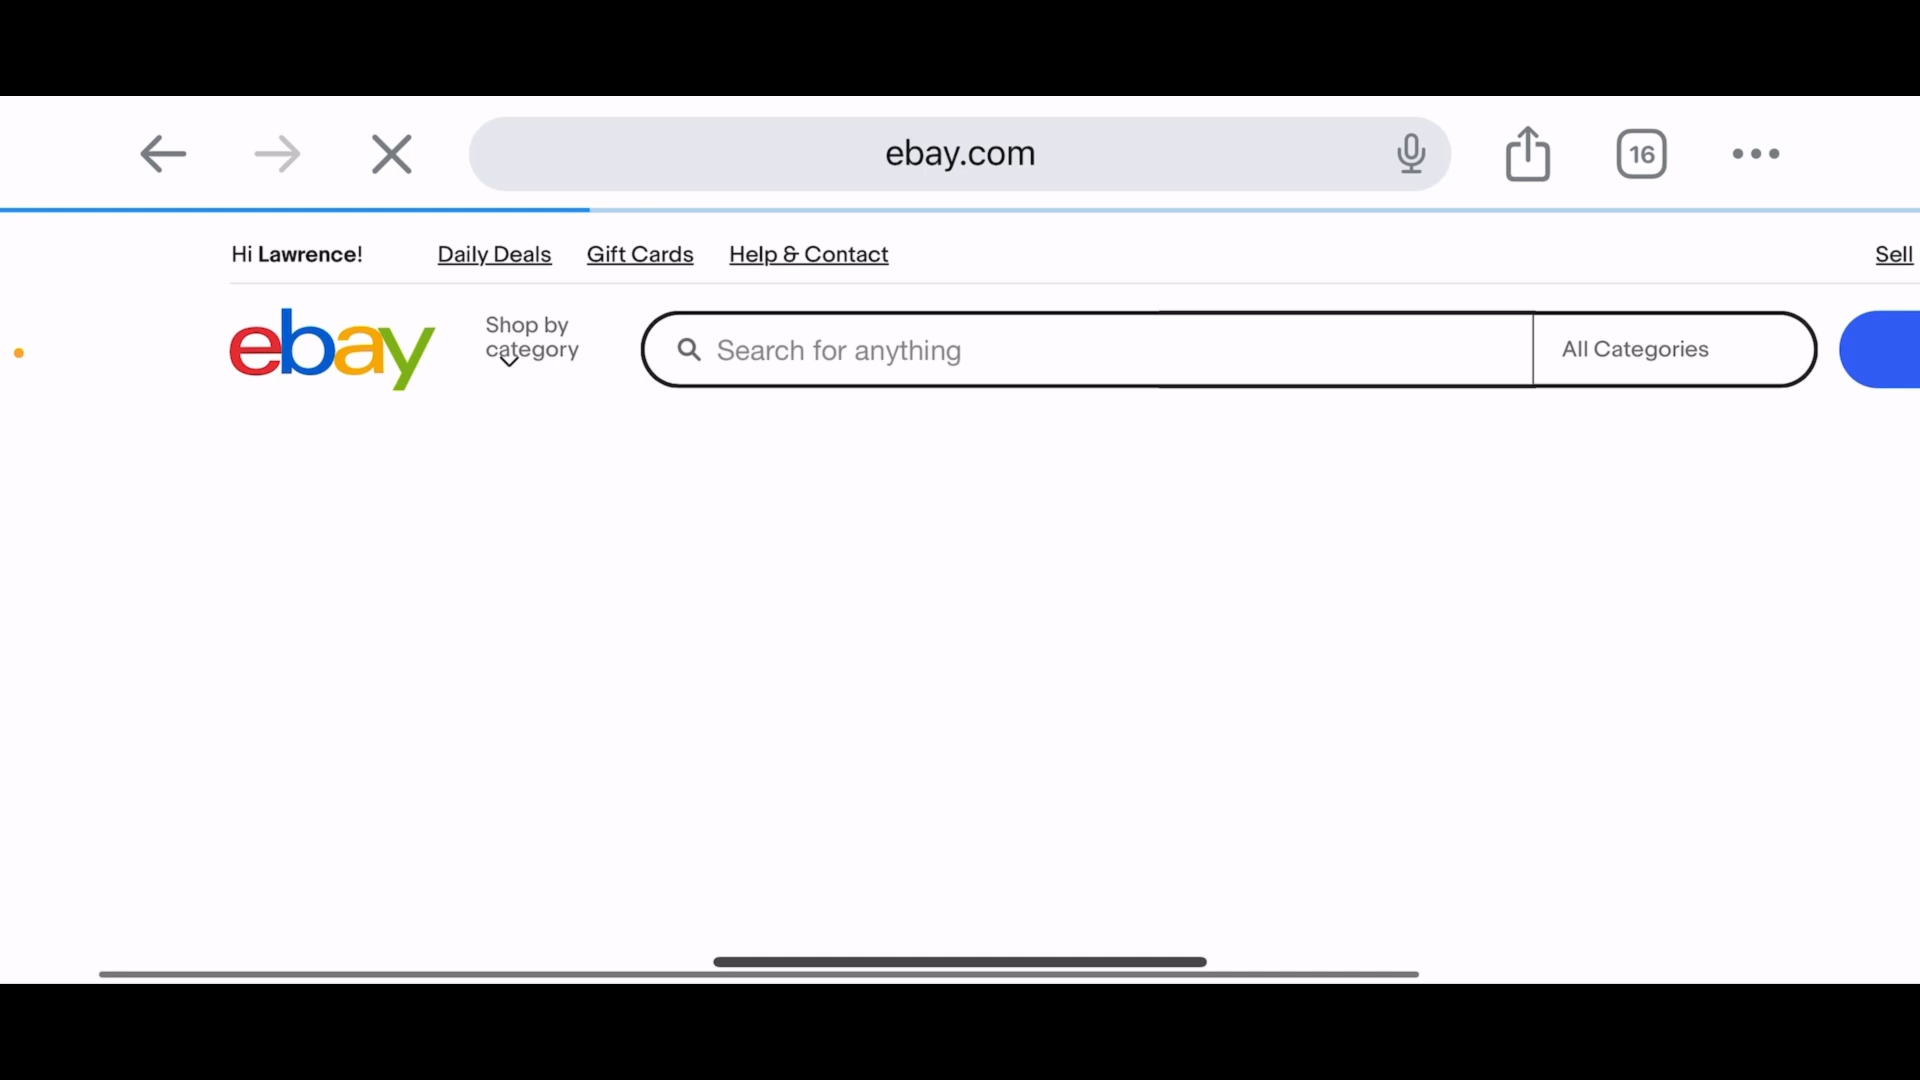 ebay.com
16
Hi Lawrence!
Daily Deals
Gift Cards
Help & Contact
Sell
ebay
Shop by
category
Search for anything
All Categories